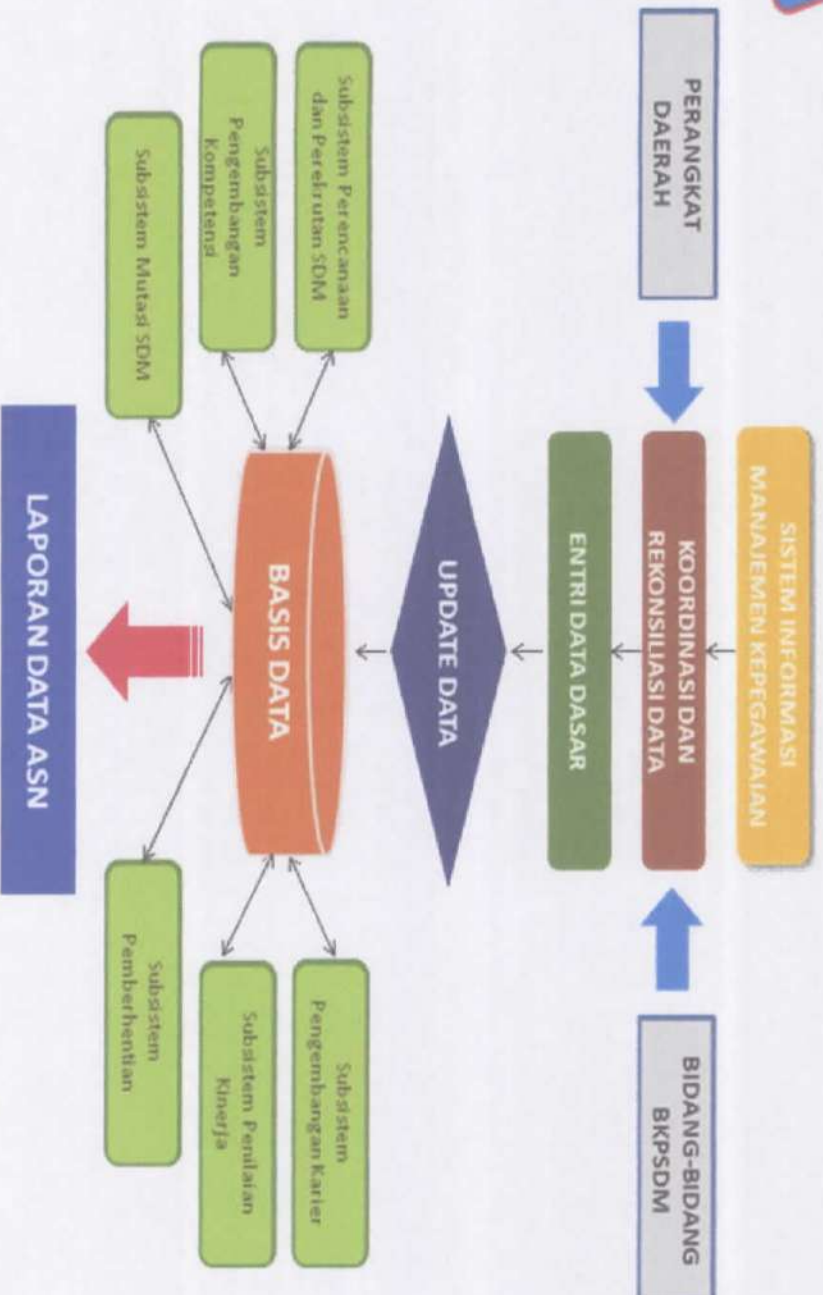 SISTEM INFORMASI
MANAJEMEN KEPEGAWAIAN
PERANGKAT
DAERAH
KOORDINASI DAN
REKONSILIASI DATA
BIDANG-BIDANG
BKPSDM
ENTRI DATA DASAR
UPDATE DATA
Subsistem Perencanaan
dan Perekrutan SDM
Subsistem
Pengembangan
Kompetensi
Subsistem Mutasi SDM
BASIS DATA
Subsistem
Pengembangan Karier
Subsistem Penilaian
Kinerja
Subsistem
Pemberhentian
LAPORAN DATA ASN